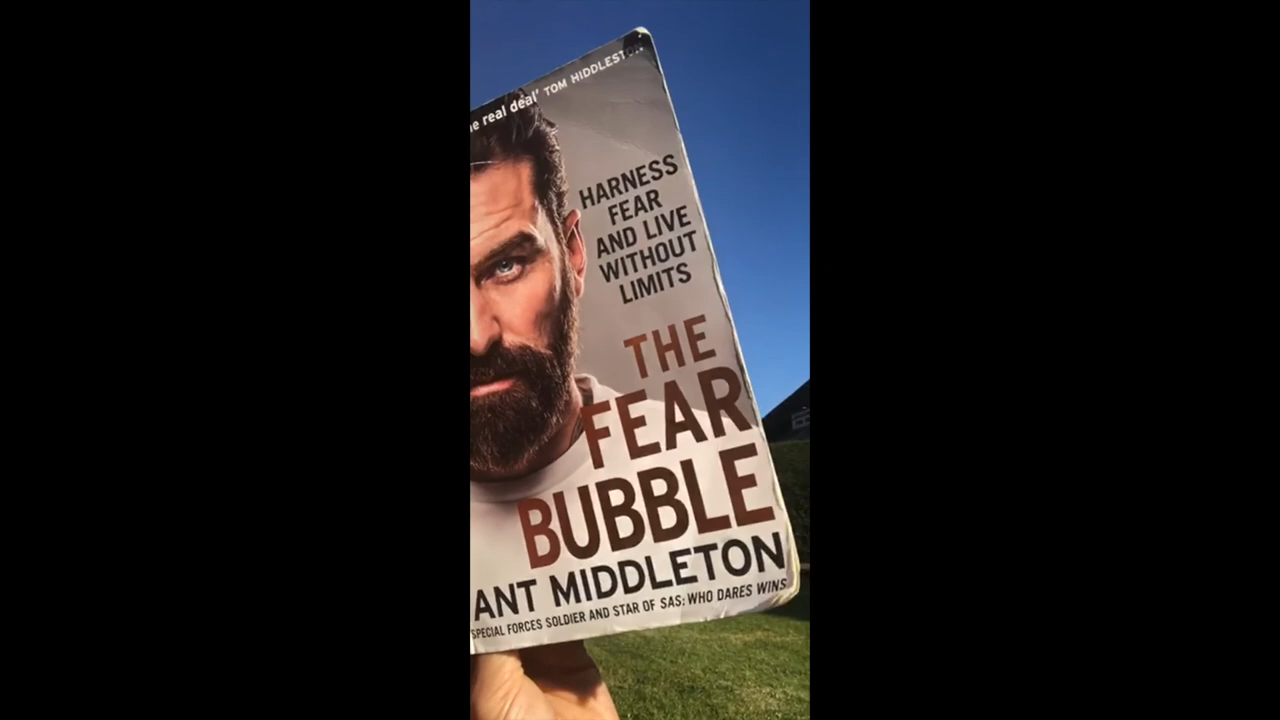 e real deal' TOM HIDDLESTON
HARNESS
FEAR
AND LIVE
WITHOUT
LIMITS
THE
FEAR
BUBBLE
ANT MIDDLETON
SPECIAL FORCES SOLDIER AND STAR OF SAS: WHO DARES WINS